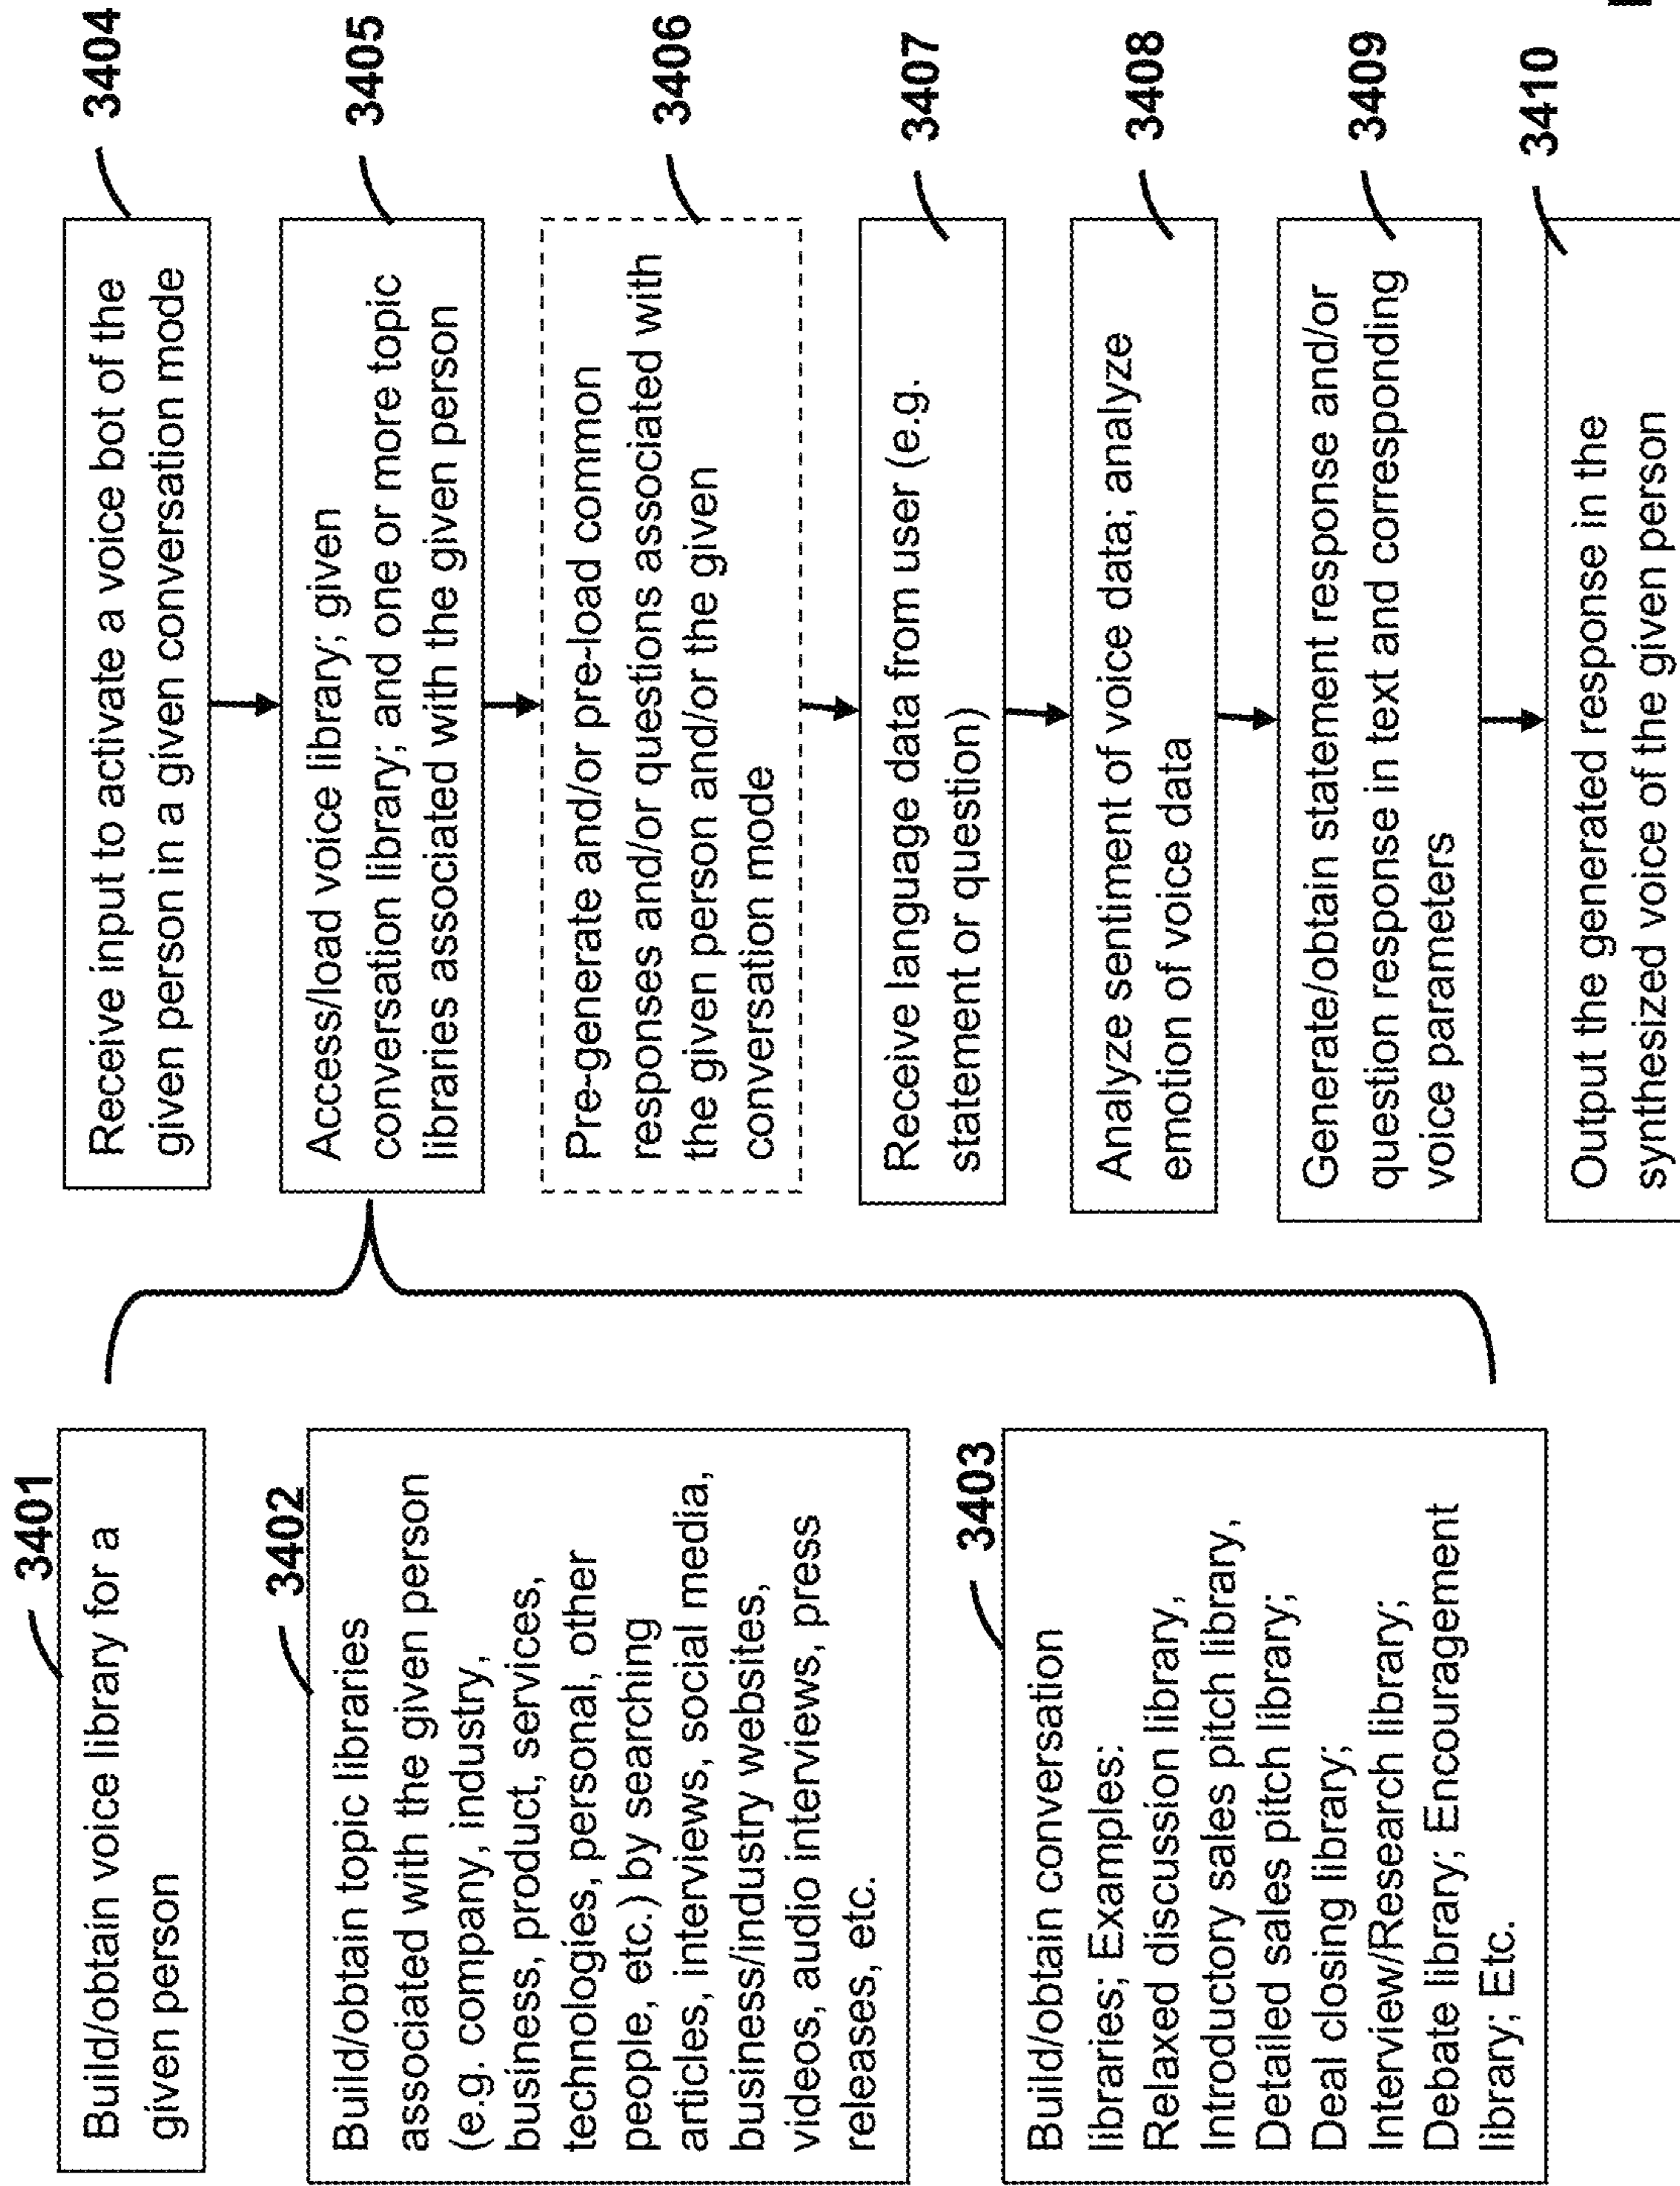 3401
Build/obtain voice library for a
given person
3402
Build/obtain topic libraries
associated with the given person
(e.g. company, industry,
business, product, services,
technologies, personal, other
people, etc.) by searching
articles, interviews, social media,
business/industry websites,
videos, audio interviews, press
releases, etc.
3403
Build/obtain conversation
libraries; Examples:
Relaxed discussion library,
Introductory sales pitch library,
Detailed sales pitch library;
Deal closing library;
Interview/Research library;
Debate library; Encouragement
library; Etc.
3404
Receive input to activate a voice bot of the
given person in a given conversation mode
3405
Access/load voice library; given
conversation library; and one or more topic
libraries associated with the given person
3406
Pre-generate and/or pre-load common
responses and/or questions associated with
the given person and/or the given
conversation mode
3407
Receive language data from user (e.g.
statement or question)
3408
Analyze sentiment of voice data; analyze
emotion of voice data
3409
Generate/obtain statement response and/or
question response in text and corresponding
voice parameters
3410
Output the generated response in the
synthesized voice of the given person